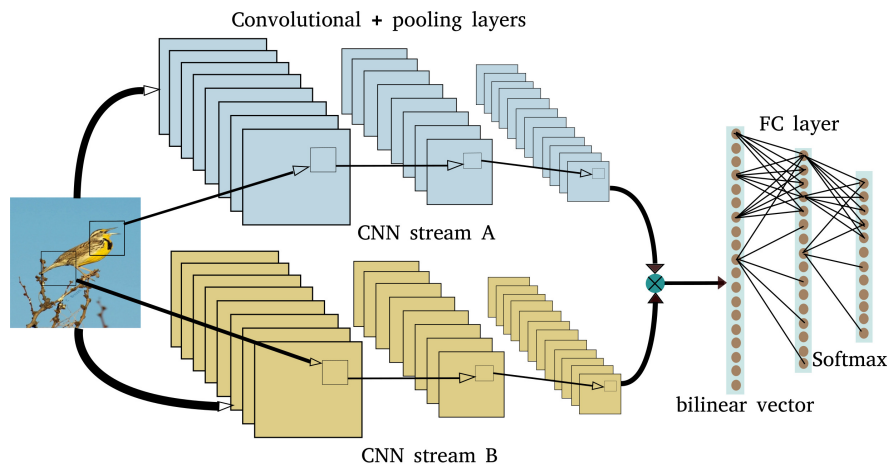 Convolutional + pooling layers
FC layer
CNN stream A
Softmax
bilinear vector
CNN stream B